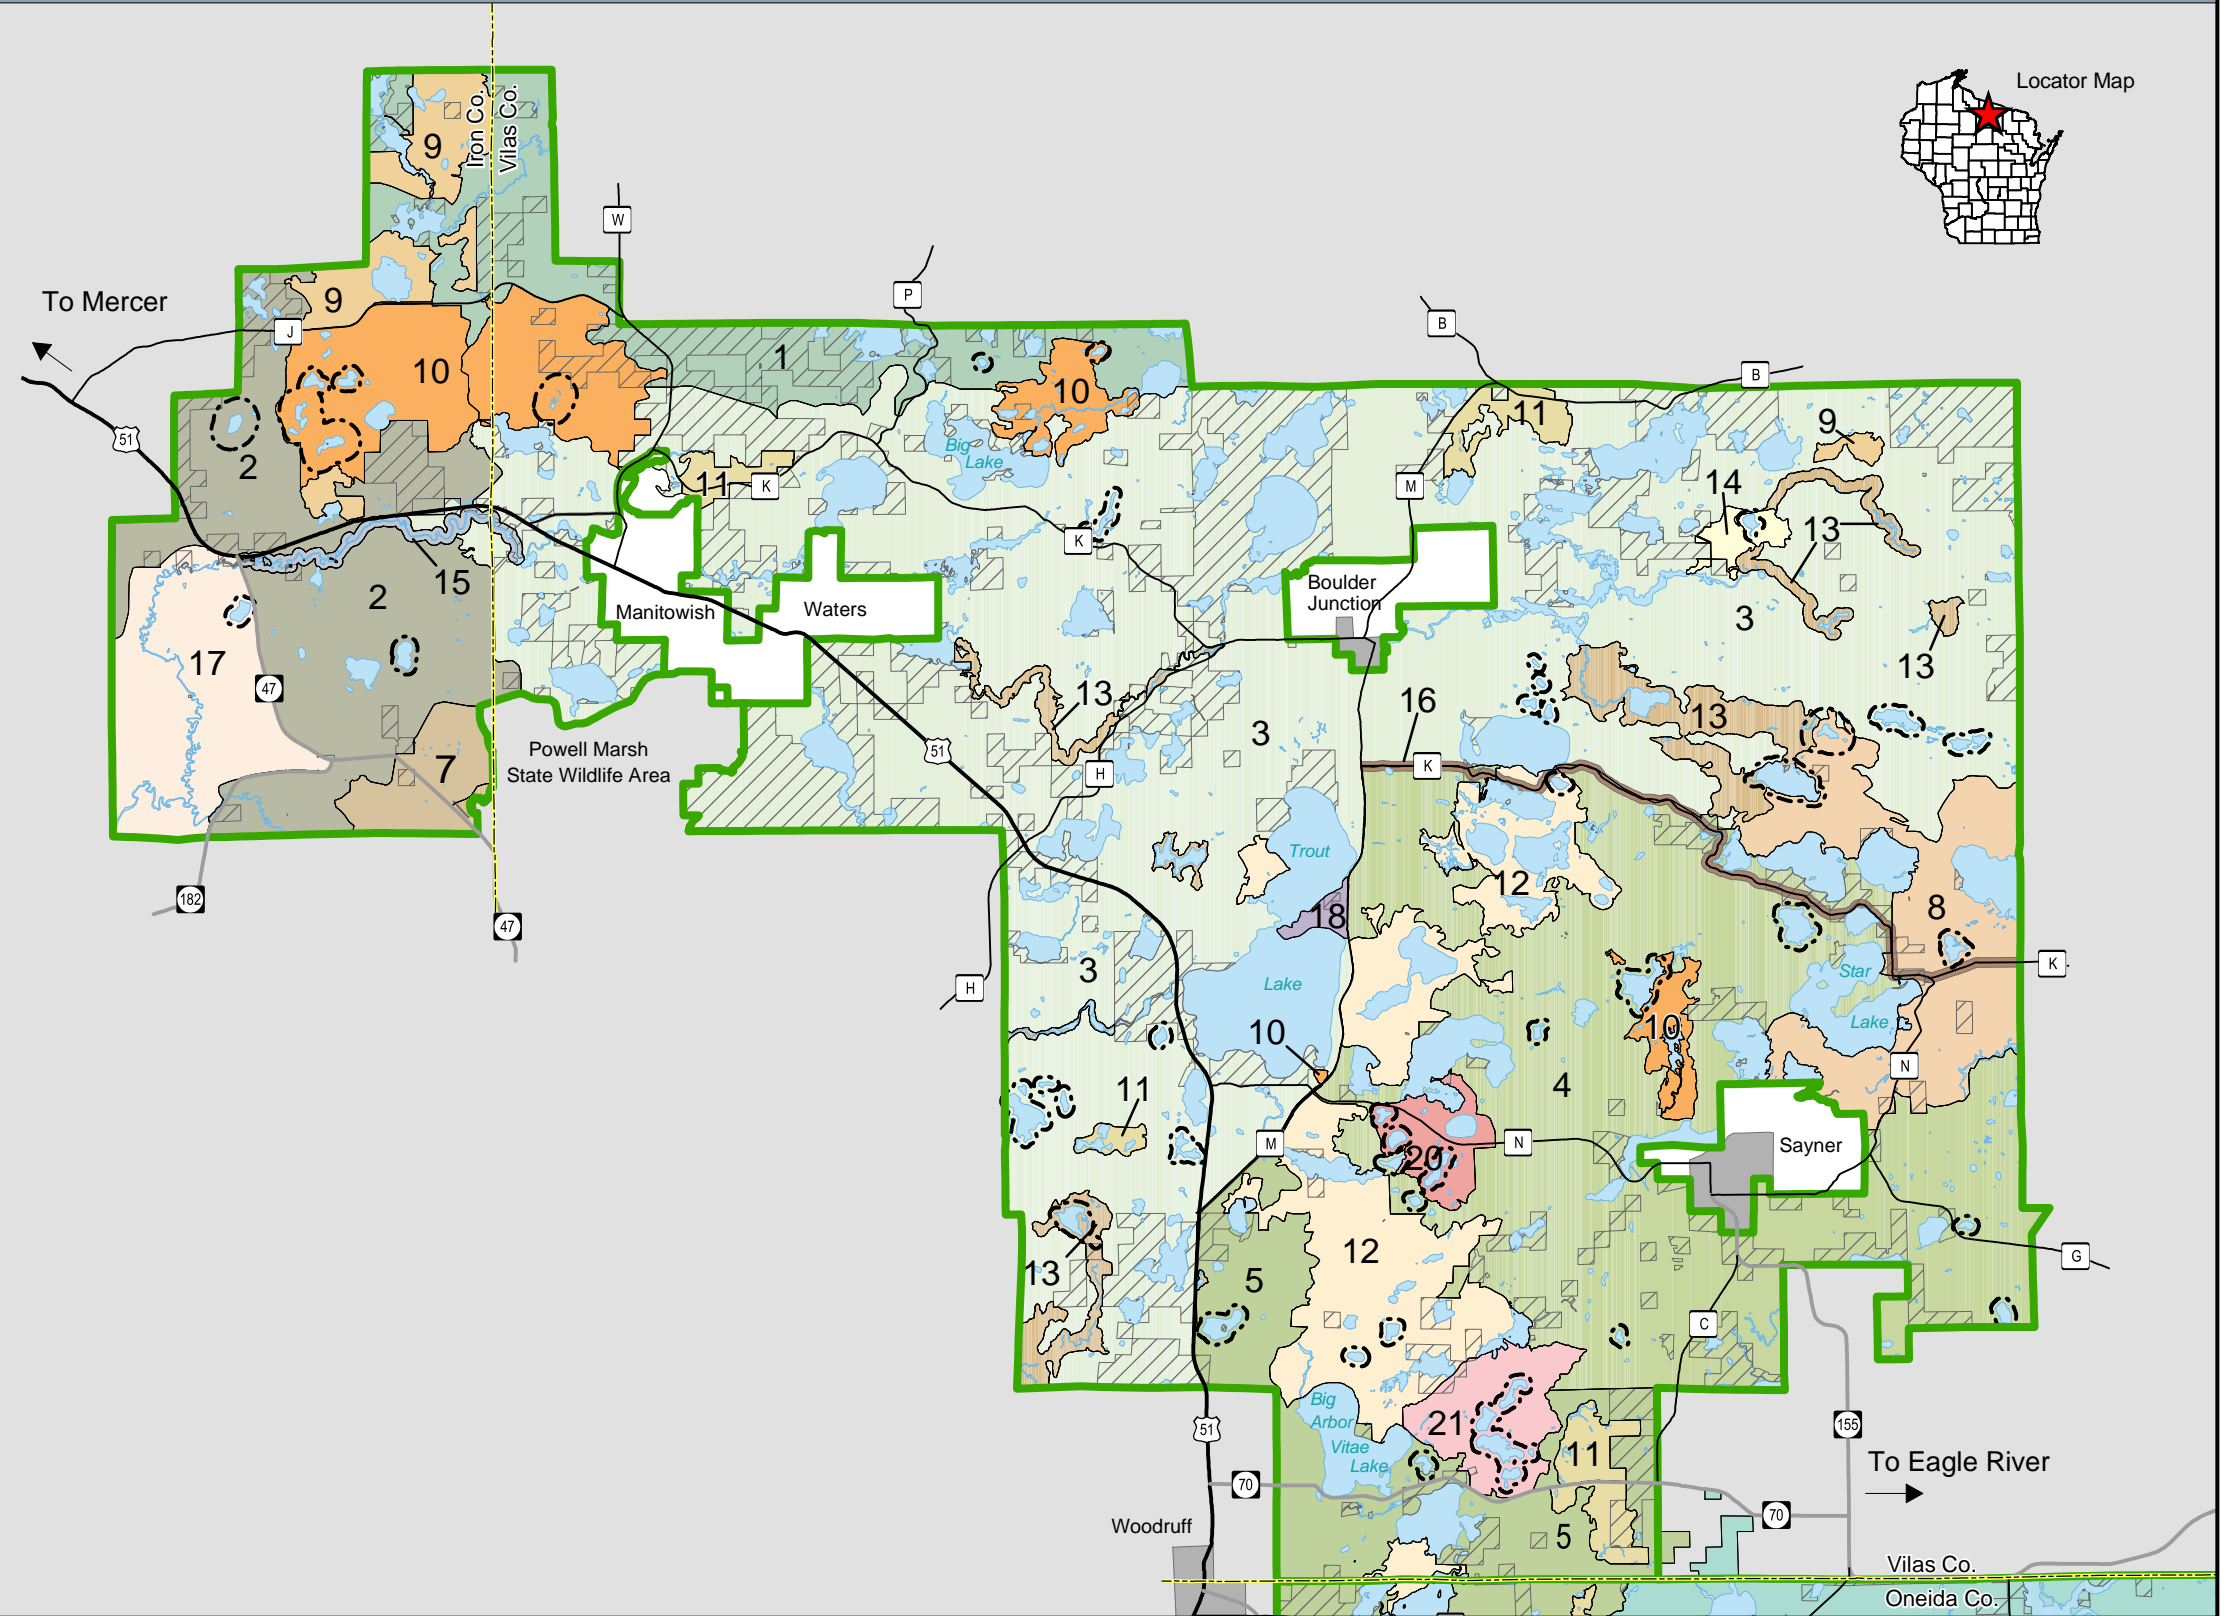 Locator Map
Iron Co.
Vilas Co.
9
W
To Mercer
9
P
J
B
B
10
1
10
11
9
51
2
Big
Lake
11
K
M
14
13
K
15
2
Boulder
Junction
Manitowish
Waters
3
17
13
47
13
16
13
3
51
Powell Marsh
State Wildlife Area
7
H
K
Trout
12
182
18
8
47
3
Star
K
H
Lake
10
Lake
10
N
4
11
M
N
20
Sayner
12
G
13
5
C
Big
Arbor
Vitae
Lake
21
51
155
11
70
To Eagle River
70
Woodruff
5
Vilas Co.
Oneida Co.